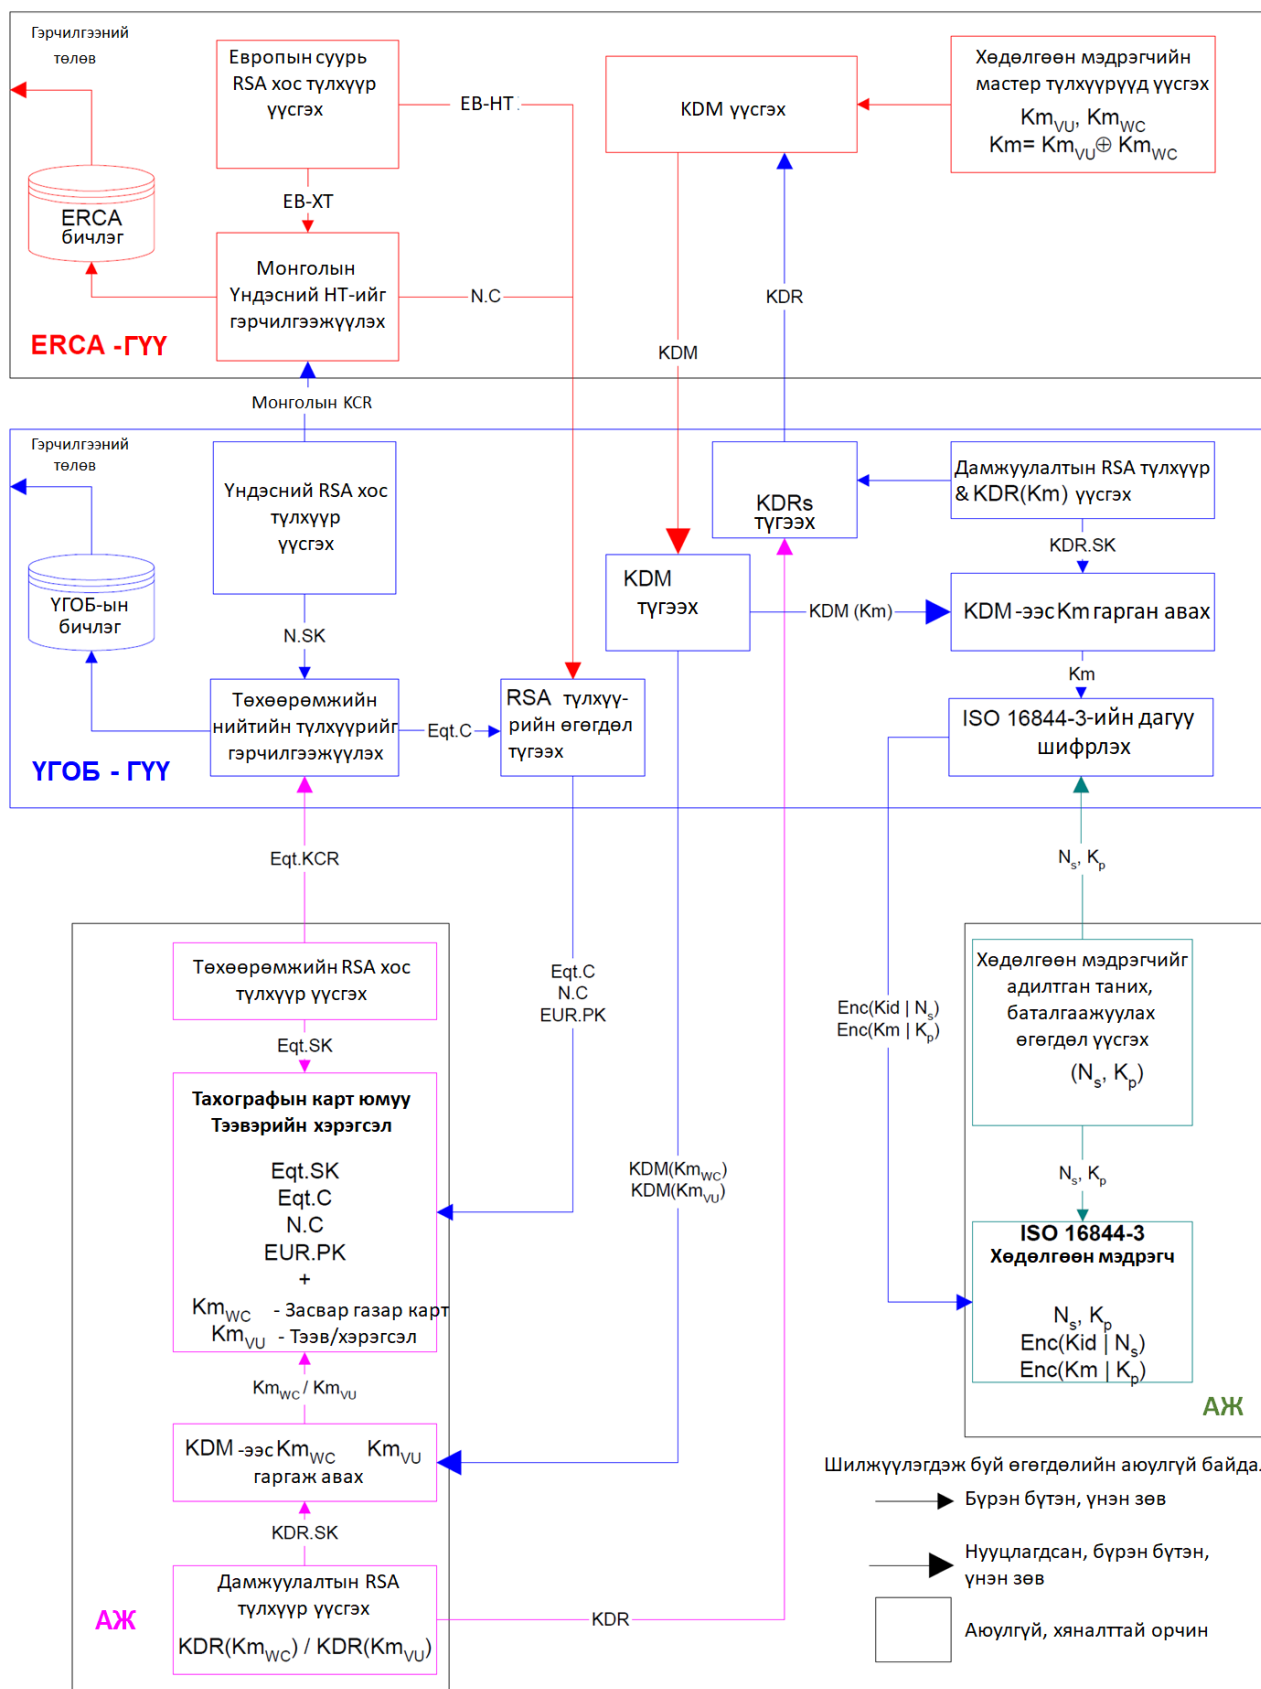 Гэрчилгээний
төлөв
Европын суурь
RSA хос түлхүүр
үүсгэх
EB-HT
KDM үүсгэх
Хөдөлгөөн мэдрэгчийн
мастер түлхүүрүүд үүсгэх
Km_VU, Km_WC
Km= Km_VU ⊕ Km_WC
ERCA
бичлэг
EB-XT
Монголын
Үндэсний НТ-ийг
гэрчилгээжүүлэх
N.C
KDR
KDM
ERCA -ГҮҮ
Монголын KCR
Гэрчилгээний
төлөв
Үндэсний RSA хос
түлхүүр
үүсгэх
KDRs
түгээх
Дамжуулалтын RSA түлхүүр
& KDR(Km) үүсгэх
KDR.SK
ҮГОБ-ын
бичлэг
N.SK
KDM
түгээх
KDM (Km)
KDM -ээс Km гарган авах
Km
Төхөөрөмжийн
нийтийн түлхүүрийг
гэрчилгээжүүлэх
Eqt.C
RSA түлхүү-
рийн өгөгдөл
түгээх
ISO 16844-3-ийн дагуу
шифрлэх
ҮГОБ - ГҮҮ
Eqt.KCR
N_s, K_p
Төхөөрөмжийн RSA хос
түлхүүр үүсгэх
Eqt.SK
Eqt.C
N.C
EUR.PK
Enc(Kid | N_s)
Enc(Km | K_p)
Хөдөлгөөн мэдрэгчийг
адилтган таних,
баталгаажуулах
өгөгдөл үүсгэх
(N_s, K_p)
N_s, K_p
Тахографын карт юмуу
Тээвэрийн хэрэгсэл
Eqt.SK
Eqt.C
N.C
EUR.PK
+
Km_WC - Засвар газар карт
Km_VU - Тээв/хэрэгсэл
KDM(Km_WC)
KDM(Km_VU)
ISO 16844-3
Хөдөлгөөн мэдрэгч
N_s, K_p
Enc(Kid | N_s)
Enc(Km | K_p)
АЖ
Km_WC / Km_VU
KDM -ээс Km_WC Km_VU
гаргаж авах
KDR.SK
Дамжуулалтын RSA
түлхүүр үүсгэх
KDR(Km_WC) / KDR(Km_VU)
АЖ
KDR
Шилжүүлэгдэж буй өгөгдөлийн аюулгүй байдал
Бүрэн бүтэн, үнэн зөв
Нууцлагдсан, бүрэн бүтэн,
үнэн зөв
Аюулгүй, хяналттай орчин